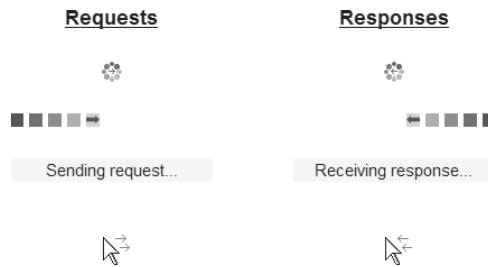 Requests
Responses
Sending request...
Receiving response...